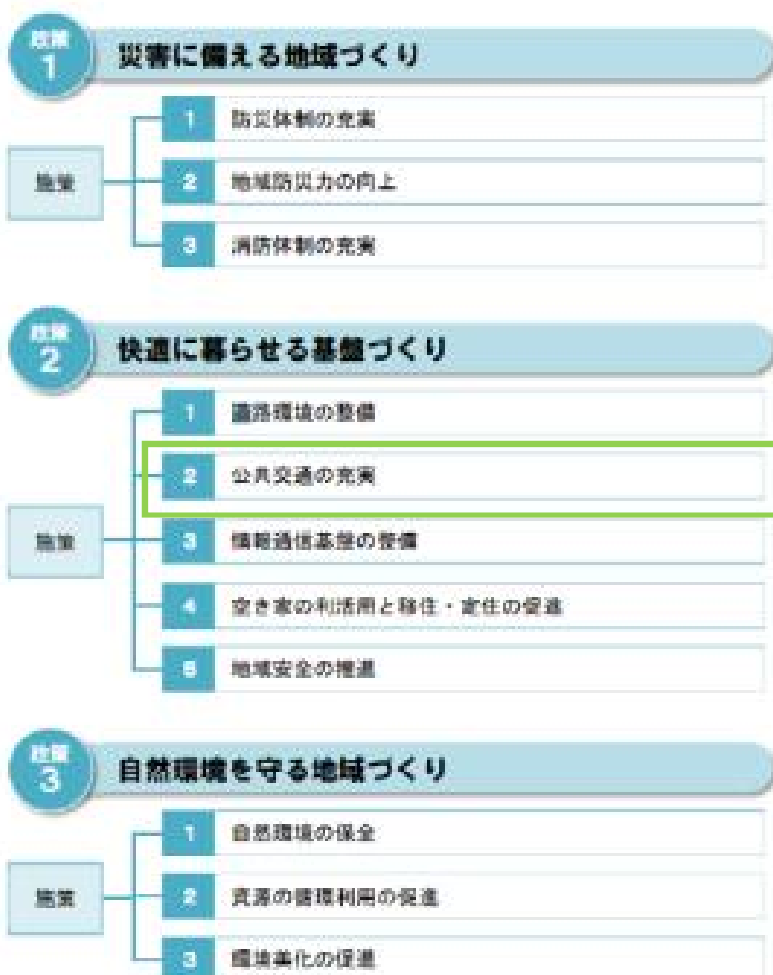 政策
1
災害に備える地域づくり
施策
1 防災体制の充実
2 地域防災力の向上
3 消防体制の充実
政策
2
快適に暮らせる基盤づくり
施策
1 道路環境の整備
2 公共交通の充実
3 情報通信基盤の整備
4 空き家の利活用と移住・定住の促進
5 地域安全の推進
政策
3
自然環境を守る地域づくり
施策
1 自然環境の保全
2 資源の循環利用の促進
3 環境美化の促進